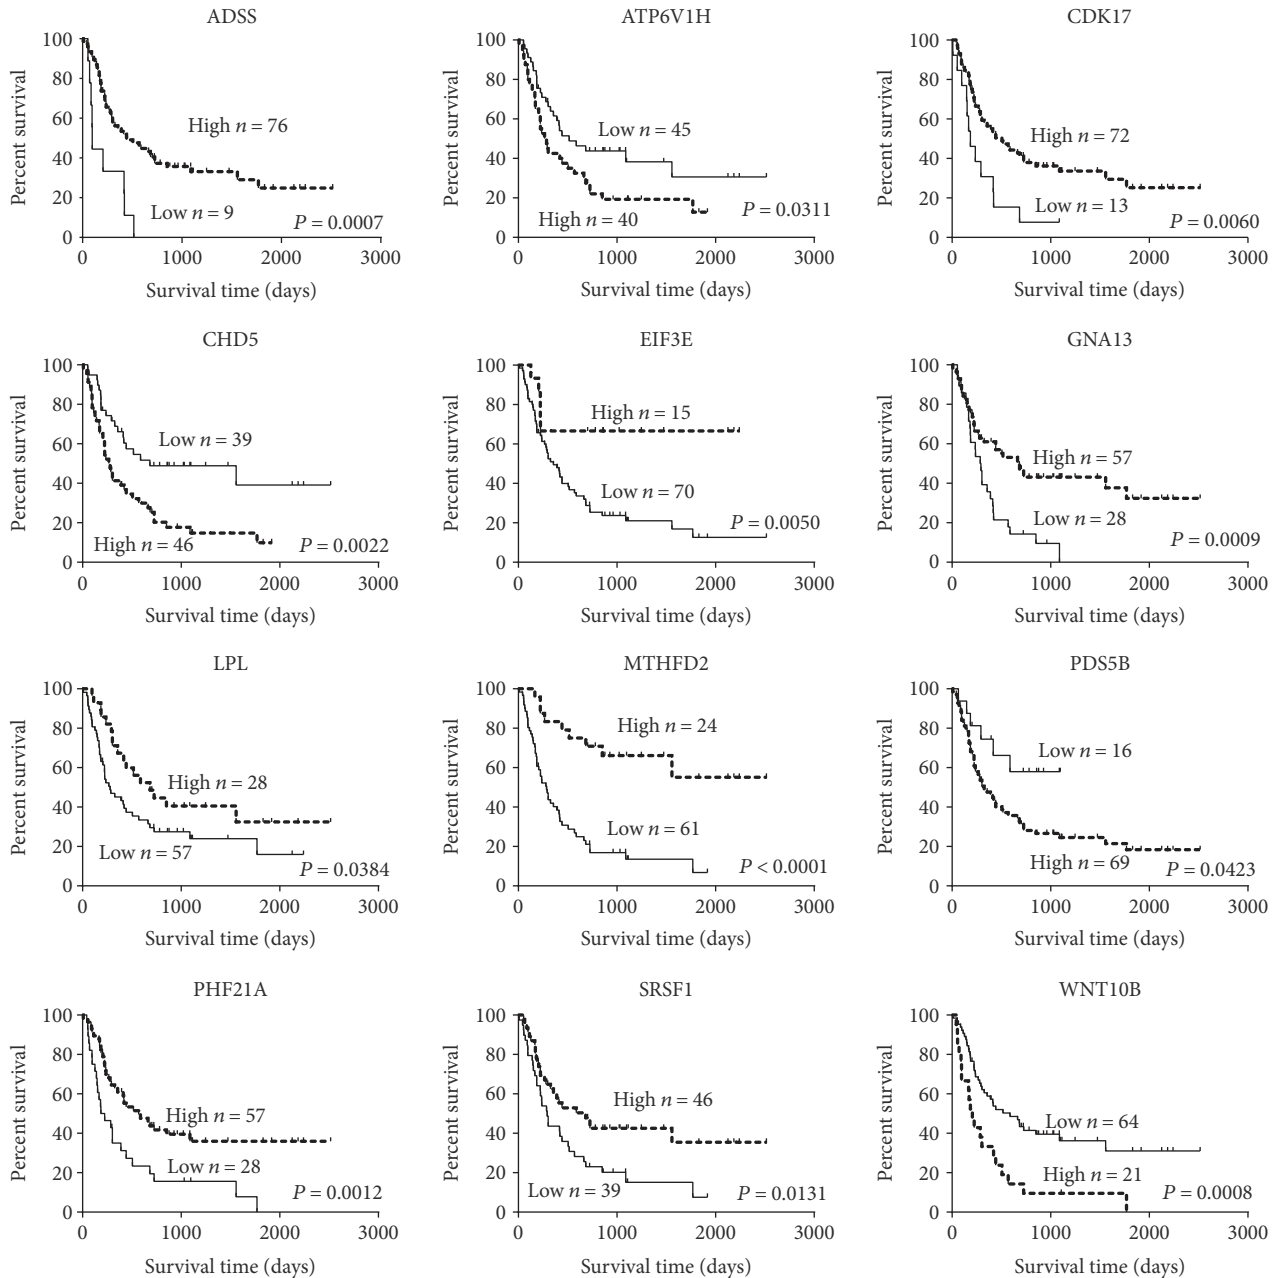 ADSS
100
80
60
40
20
0
Percent survival
High n = 76
Low n = 9
P = 0.0007
0 1000 2000 3000
Survival time (days)
ATP6V1H
100
80
60
40
20
0
Percent survival
Low n = 45
High n = 40
P = 0.0311
0 1000 2000 3000
Survival time (days)
CDK17
100
80
60
40
20
0
Percent survival
High n = 72
Low n = 13
P = 0.0060
0 1000 2000 3000
Survival time (days)
CHD5
100
80
60
40
20
0
Percent survival
Low n = 39
High n = 46
P = 0.0022
0 1000 2000 3000
Survival time (days)
EIF3E
100
80
60
40
20
0
Percent survival
High n = 15
Low n = 70
P = 0.0050
0 1000 2000 3000
Survival time (days)
GNA13
100
80
60
40
20
0
Percent survival
High n = 57
Low n = 28
P = 0.0009
0 1000 2000 3000
Survival time (days)
LPL
100
80
60
40
20
0
Percent survival
High n = 28
Low n = 57
P = 0.0384
0 1000 2000 3000
Survival time (days)
MTHFD2
100
80
60
40
20
0
Percent survival
High n = 24
Low n = 61
P < 0.0001
0 1000 2000 3000
Survival time (days)
PDS5B
100
80
60
40
20
0
Percent survival
Low n = 16
High n = 69
P = 0.0423
0 1000 2000 3000
Survival time (days)
PHF21A
100
80
60
40
20
0
Percent survival
High n = 57
Low n = 28
P = 0.0012
0 1000 2000 3000
Survival time (days)
SRSF1
100
80
60
40
20
0
Percent survival
High n = 46
Low n = 39
P = 0.0131
0 1000 2000 3000
Survival time (days)
WNT10B
100
80
60
40
20
0
Percent survival
Low n = 64
High n = 21
P = 0.0008
0 1000 2000 3000
Survival time (days)